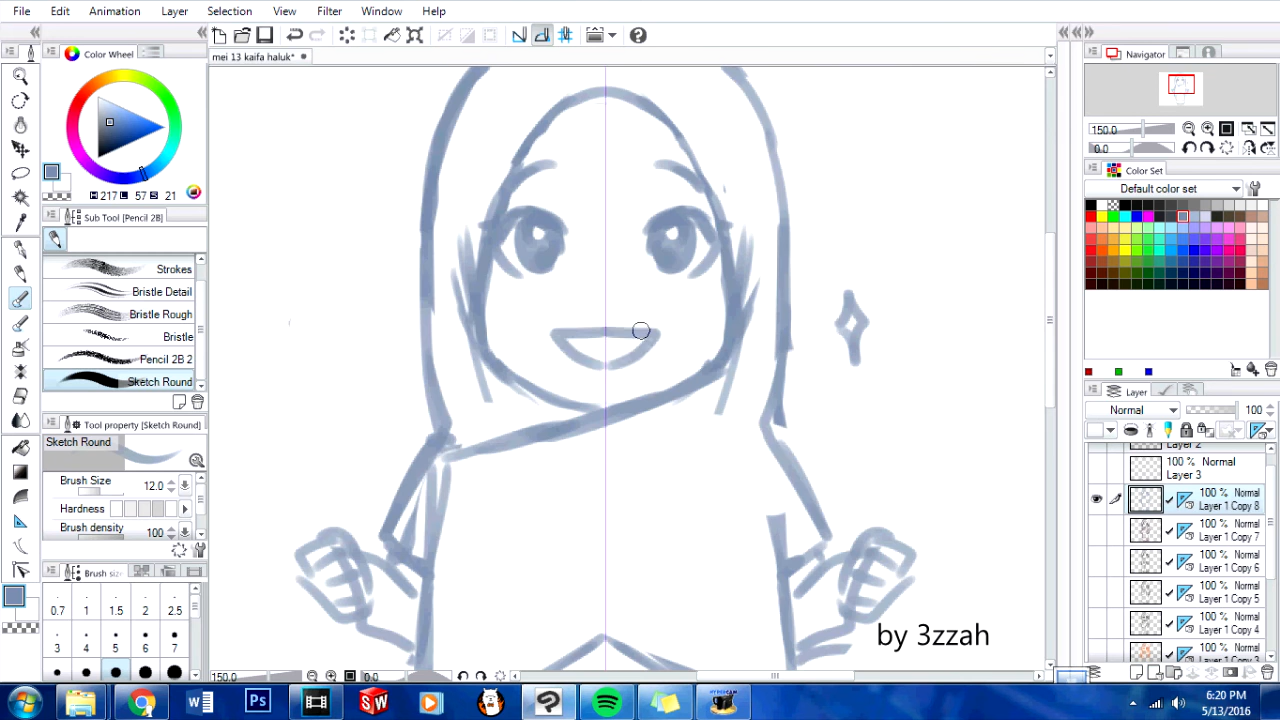 File Edit Animation Layer Selection View Filter Window Help
mei 13 kaifa haluk*
Color Wheel
217 57 21
Sub Tool [Pencil 2B]
Strokes
Bristle Detail
Bristle Rough
Bristle
Pencil 2B 2
Sketch Round
Tool property [Sketch Round]
Sketch Round
Brush Size 12.0
Hardness
Brush density 100
Brush size
0.7 1 1.5 2 2.5
3 4 5 6 7
150.0 0.0
by 3zzah
Navigator
150.0
0.0
Color Set
Default color set
Layer
Normal 100
Layer 2
100 % Normal
Layer 3
100 % Normal
Layer 1 Copy 8
100 % Normal
Layer 1 Copy 7
100 % Normal
Layer 1 Copy 6
100 % Normal
Layer 1 Copy 5
100 % Normal
Layer 1 Copy 4
100 % Normal
Layer 1 Copy 3
W Ps SW
6:20 PM
5/13/2016